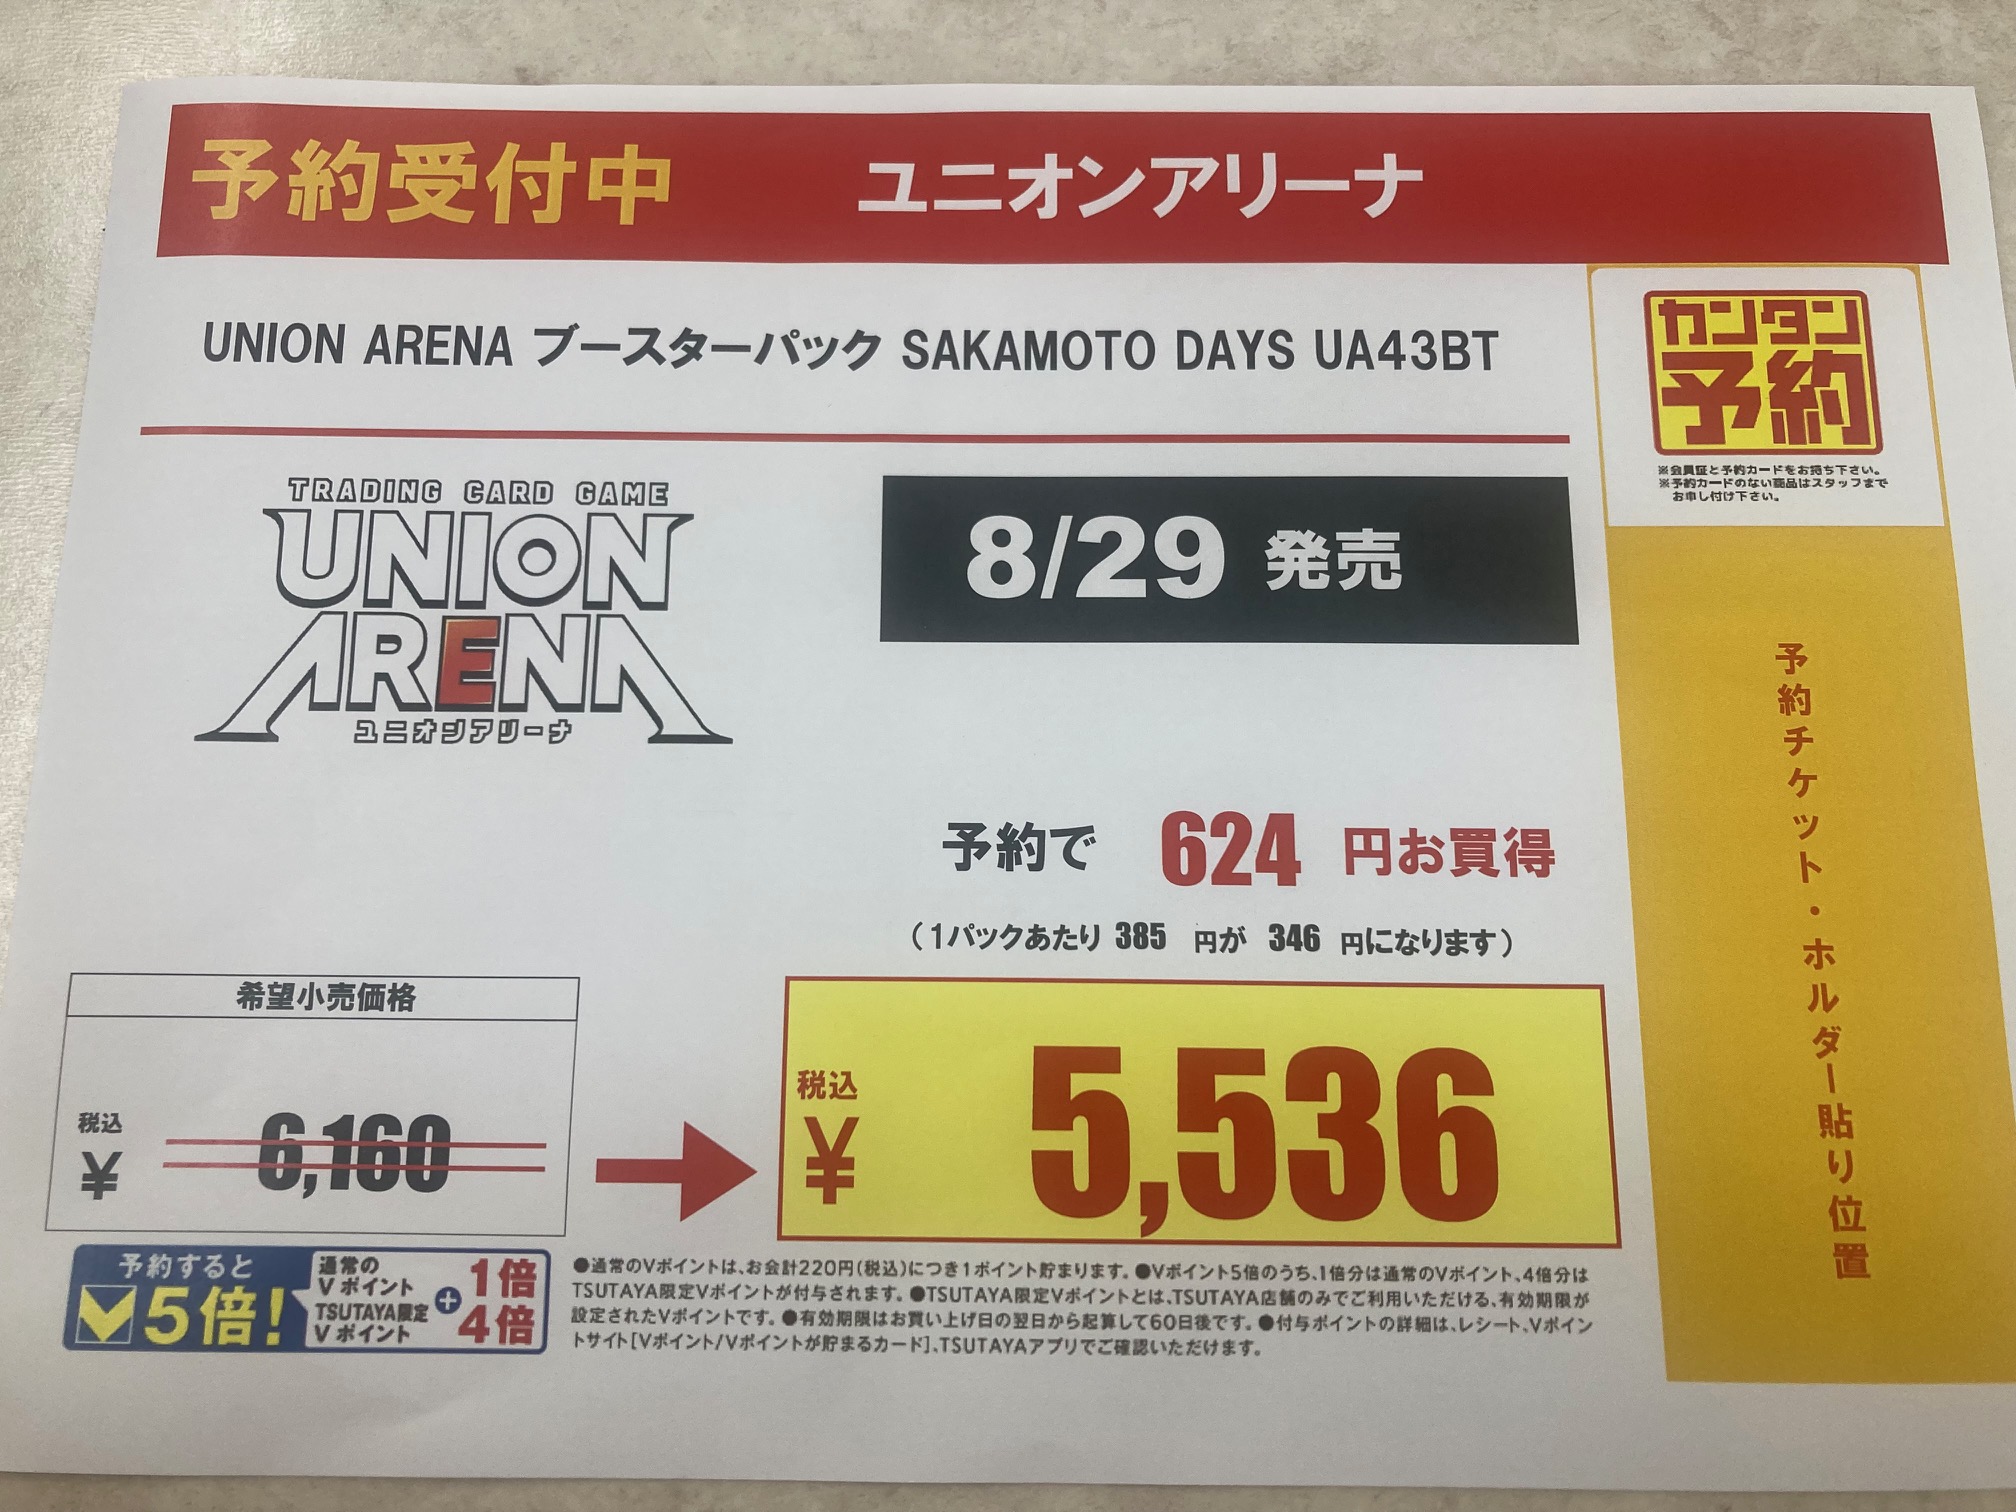 予約受付中 ユニオンアリーナ
UNION ARENA ブースターパック SAKAMOTO DAYS UA43BT
カンタン
予約
※会員証と予約カードをお持ち下さい。
※予約カードのない商品はスタッフまで
お申し付け下さい。
TRADING CARD GAME
UNION
ARENA
ユニオンアリーナ
8/29 発売
予約で 624 円お買得
(1パックあたり 385 円が 346 円になります)
希望小売価格
税込
¥ 6,160
税込
¥ 5,536
予約チケット・ホルダー貼り位置
予約すると
5倍!
通常の
Vポイント
1倍
+
TSUTAYA限定
Vポイント
4倍
●通常のVポイントは、お会計220円(税込)につき1ポイント貯まります。●Vポイント5倍のうち、1倍分は通常のVポイント、4倍分は
TSUTAYA限定Vポイントが付与されます。●TSUTAYA限定Vポイントとは、TSUTAYA店舗のみでご利用いただける、有効期限が
設定されたVポイントです。●有効期限はお買い上げ日の翌日から起算して60日後です。●付与ポイントの詳細は、レシート、Vポイン
トサイト[Vポイント/Vポイントが貯まるカード]、TSUTAYAアプリでご確認いただけます。